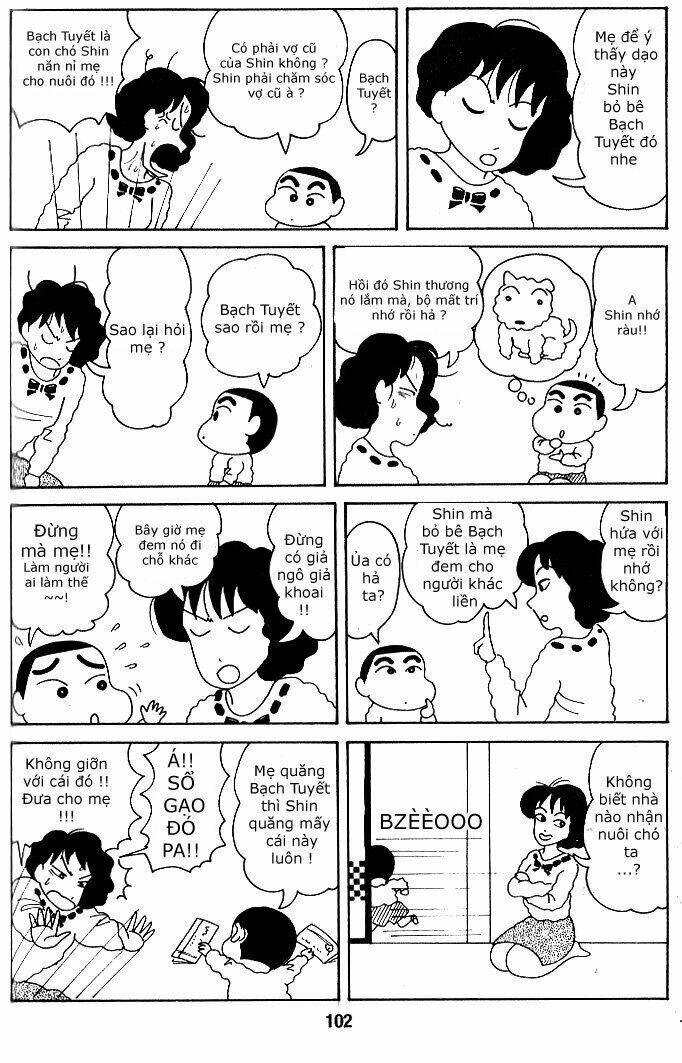 Mẹ để ý
thấy dạo
này
Shin
bỏ bê
Bạch
Tuyết đó
nhe
Bạch
Tuyết
?
Có phải vợ cũ
của Shin không ?
Shin phải chăm sóc
vợ cũ à ?
Bạch Tuyết là
con chó Shin
năn nỉ mẹ
cho nuôi đó !!!
A
Shin nhớ
ràu!!
Hồi đó Shin thương
nó lắm mà, bộ mất trí
nhớ rồi hả ?
Bạch Tuyết
sao rồi mẹ ?
Sao lại hỏi
mẹ ?
Shin
hứa với
mẹ rồi
nhớ
không?
Shin mà
bỏ bê Bạch
Tuyết là mẹ
đem cho
người khác
liền
Ủa có
hả
ta?
Đừng
có giả
ngô giả
khoai
!!
Bây giờ mẹ
đem nó đi
chỗ khác
Đừng
mà mẹ!!
Làm người
ai làm thế
~~!
Không
biết nhà
nào nhận
nuôi chó
ta
...?
BZÈÈOOO
Mẹ quăng
Bạch Tuyết
thì Shin
quăng mấy
cái này
luôn !
Á!!
SỔ
GẠO
ĐÓ
PA!!
Không giỡn
với cái đó !!
Đưa cho mẹ
!!!
102